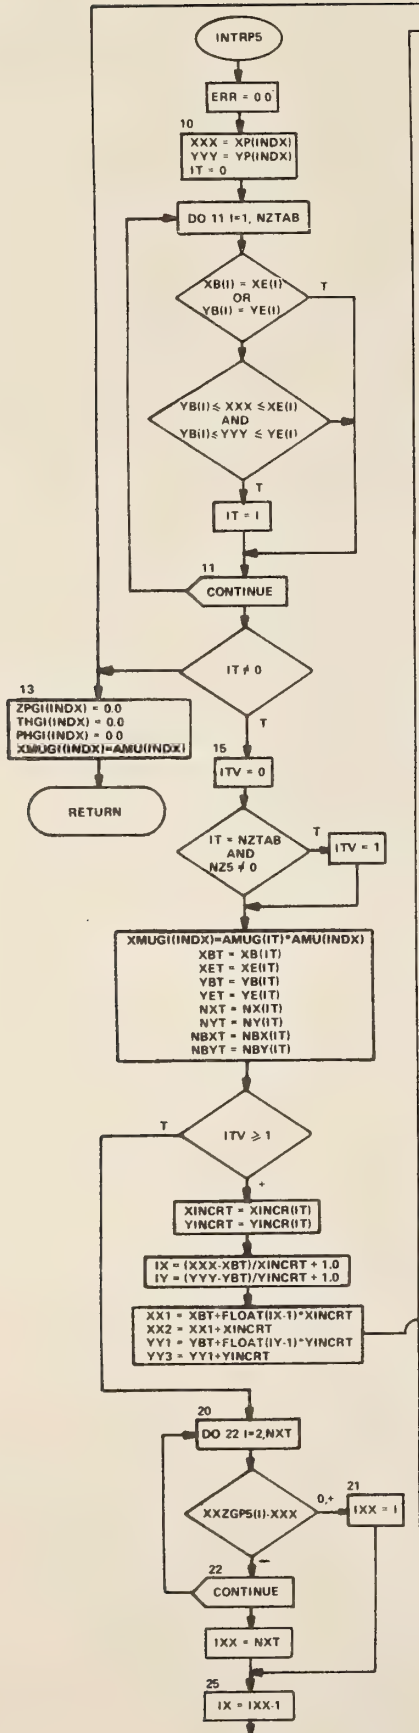 INTRP5
ERR = 0.0
10
XXX = XP(INDX)
YYY = YP(INDX)
IT = 0
DO 11 I=1, NZTAB
XB(I) = XE(I)
OR
YB(I) = YE(I)
T
YB(I) ≤ XXX ≤ XE(I)
AND
YB(I) ≤ YYY ≤ YE(I)
T
IT = I
11
CONTINUE
IT ≠ 0
13
ZPGI(INDX) = 0.0
THGI(INDX) = 0.0
PHGI(INDX) = 0.0
XMUGI(INDX)=AMU(INDX)
RETURN
T
15
ITV = 0
IT = NZTAB
AND
NZ5 ≠ 0
T
ITV = 1
XMUGI(INDX)=AMUG(IT)*AMU(INDX)
XBT = XB(IT)
XET = XE(IT)
YBT = YB(IT)
YET = YE(IT)
NXT = NX(IT)
NYT = NY(IT)
NBXT = NBX(IT)
NBYT = NBY(IT)
T
ITV ⩾ 1
+
XINCRT = XINCR(IT)
YINCRT = YINCR(IT)
IX = (XXX-XBT)/XINCRT + 1.0
IY = (YYY-YBT)/YINCRT + 1.0
XX1 = XBT+FLOAT(IX-1)*XINCRT
XX2 = XX1+XINCRT
YY1 = YBT+FLOAT(IY-1)*YINCRT
YY3 = YY1+YINCRT
20
DO 22 I=2,NXT
XXZGP5(I)-XXX
0,+
21
IXX = I
−
22
CONTINUE
IXX = NXT
25
IX = IXX-1